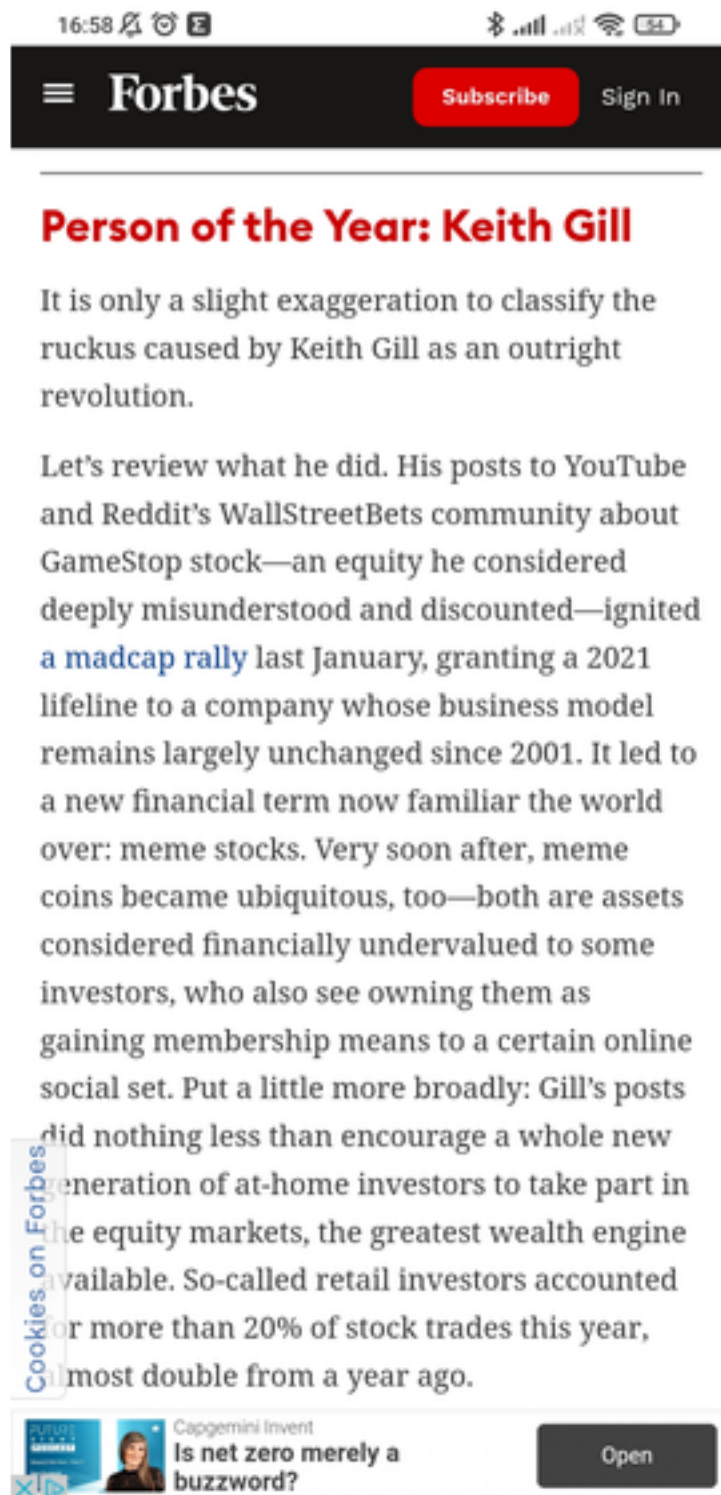 16:58
54
Forbes
Subscribe
Sign In
Person of the Year: Keith Gill
It is only a slight exaggeration to classify the
ruckus caused by Keith Gill as an outright
revolution.
Let's review what he did. His posts to YouTube
and Reddit's WallStreetBets community about
GameStop stock—an equity he considered
deeply misunderstood and discounted—ignited
a madcap rally last January, granting a 2021
lifeline to a company whose business model
remains largely unchanged since 2001. It led to
a new financial term now familiar the world
over: meme stocks. Very soon after, meme
coins became ubiquitous, too—both are assets
considered financially undervalued to some
investors, who also see owning them as
gaining membership means to a certain online
social set. Put a little more broadly: Gill's posts
did nothing less than encourage a whole new
generation of at-home investors to take part in
the equity markets, the greatest wealth engine
available. So-called retail investors accounted
for more than 20% of stock trades this year,
almost double from a year ago.
Cookies on Forbes
Capgemini Invent
Is net zero merely a
buzzword?
Open